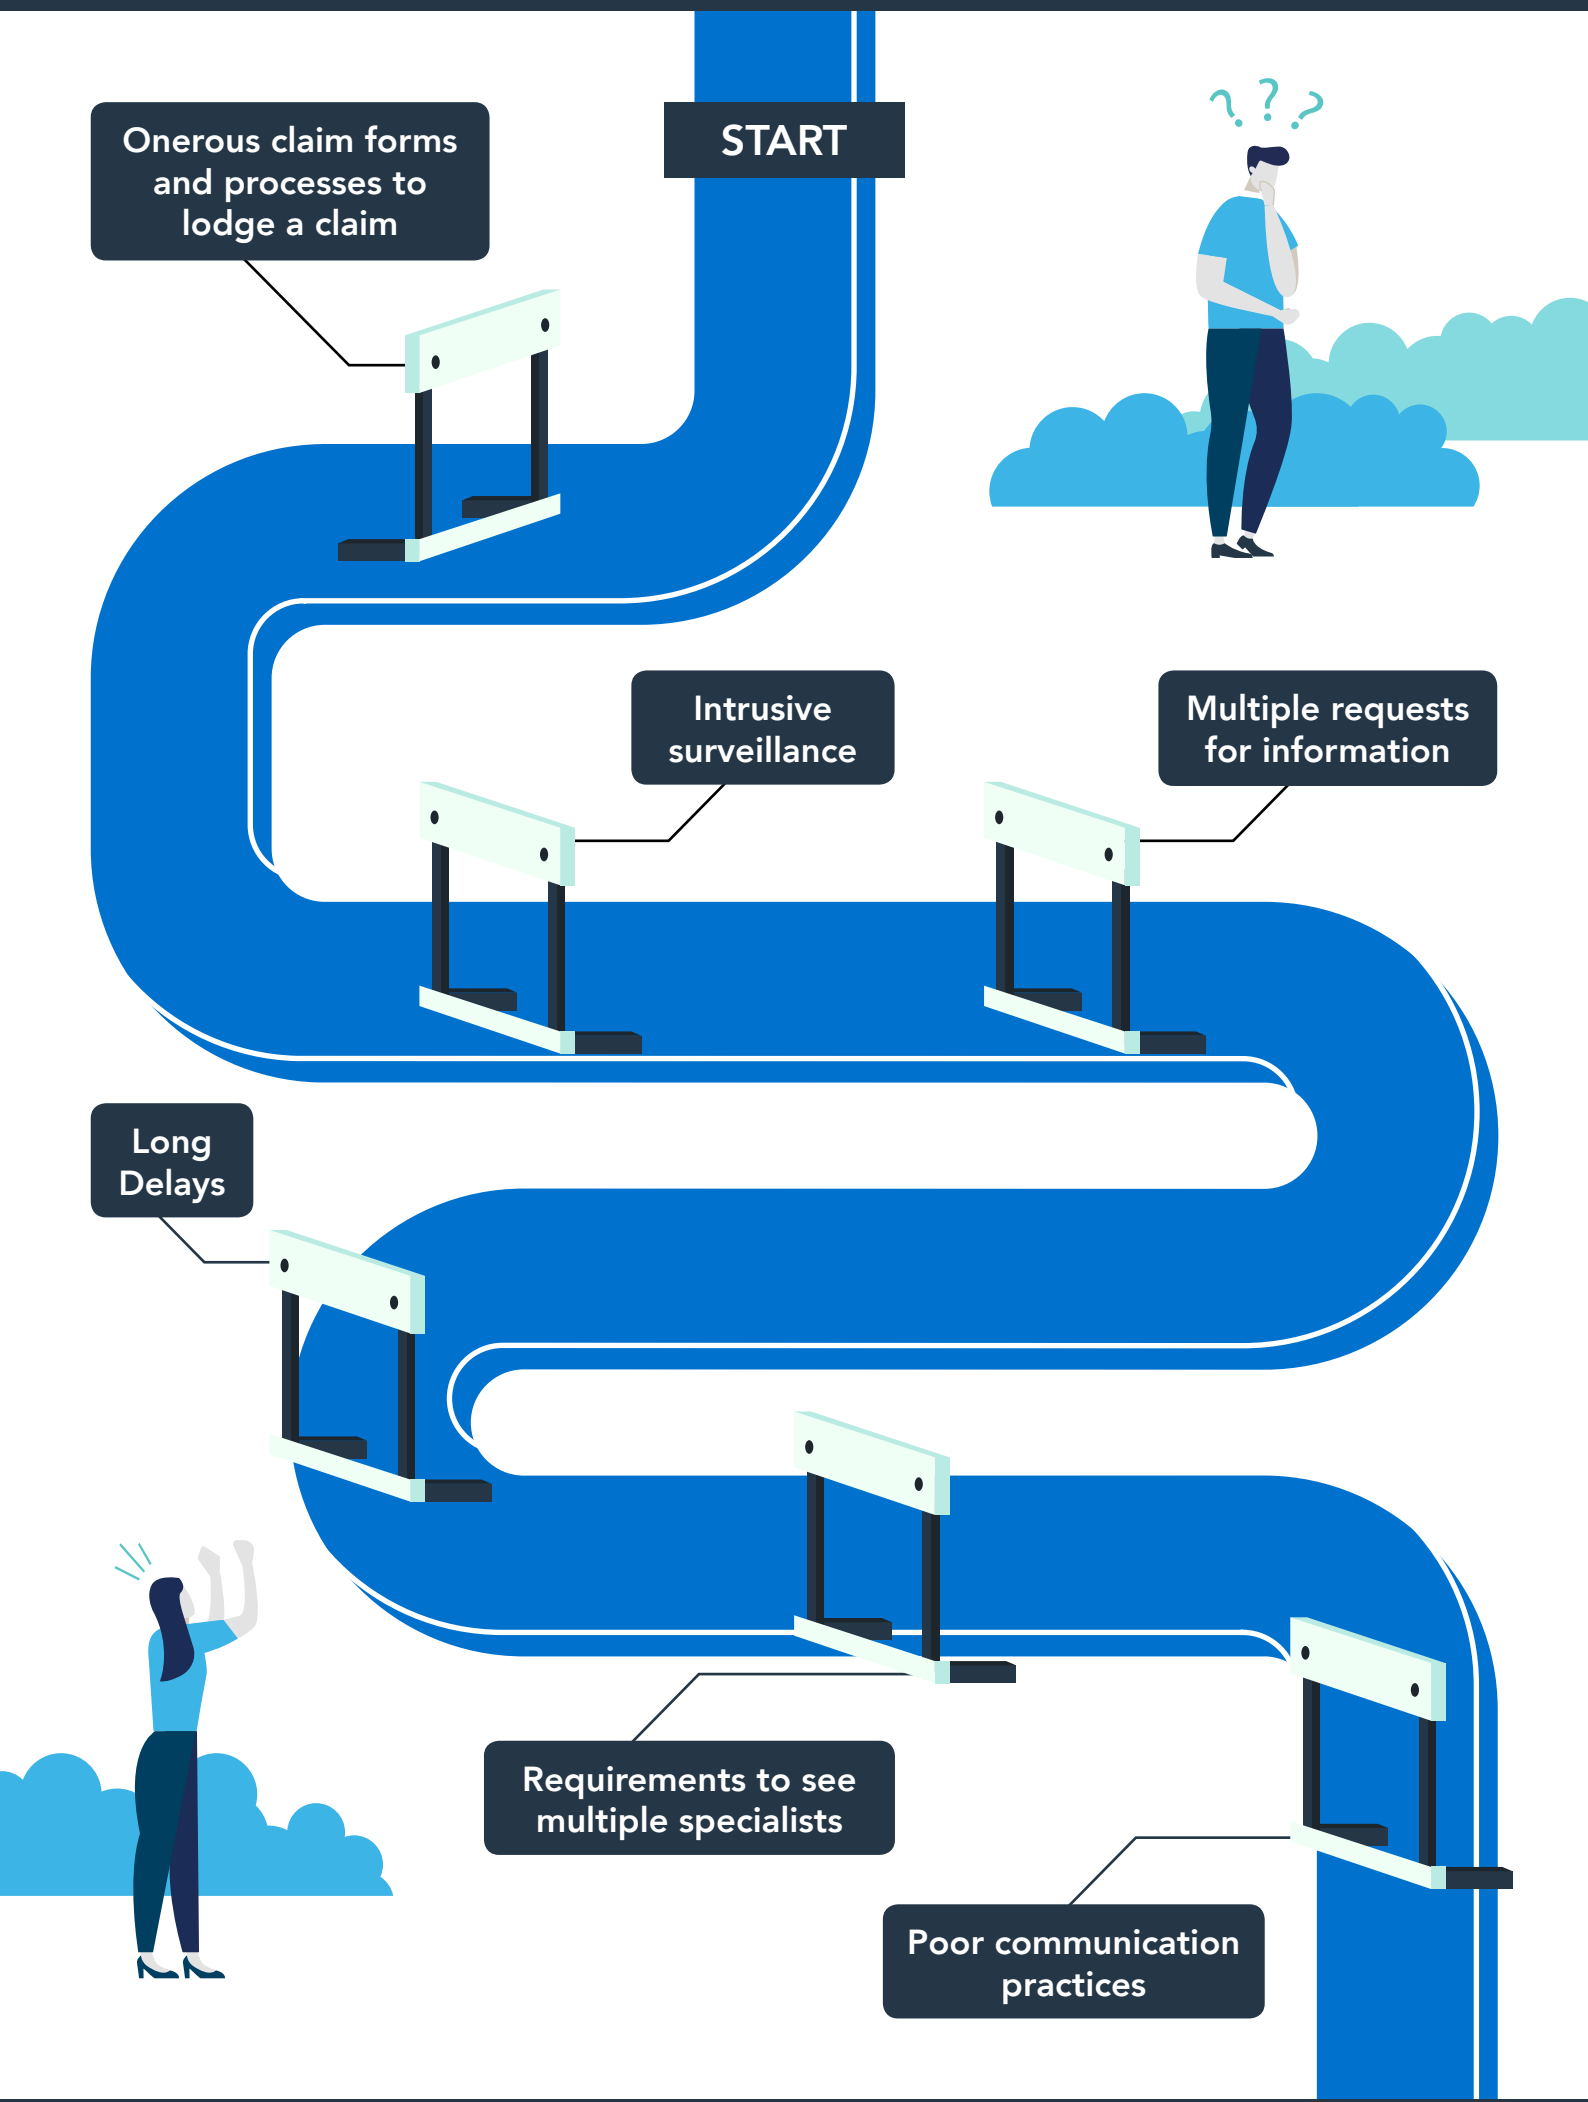 START
Onerous claim forms
and processes to
lodge a claim
Intrusive
surveillance
Multiple requests
for information
Long
Delays
Requirements to see
multiple specialists
Poor communication
practices